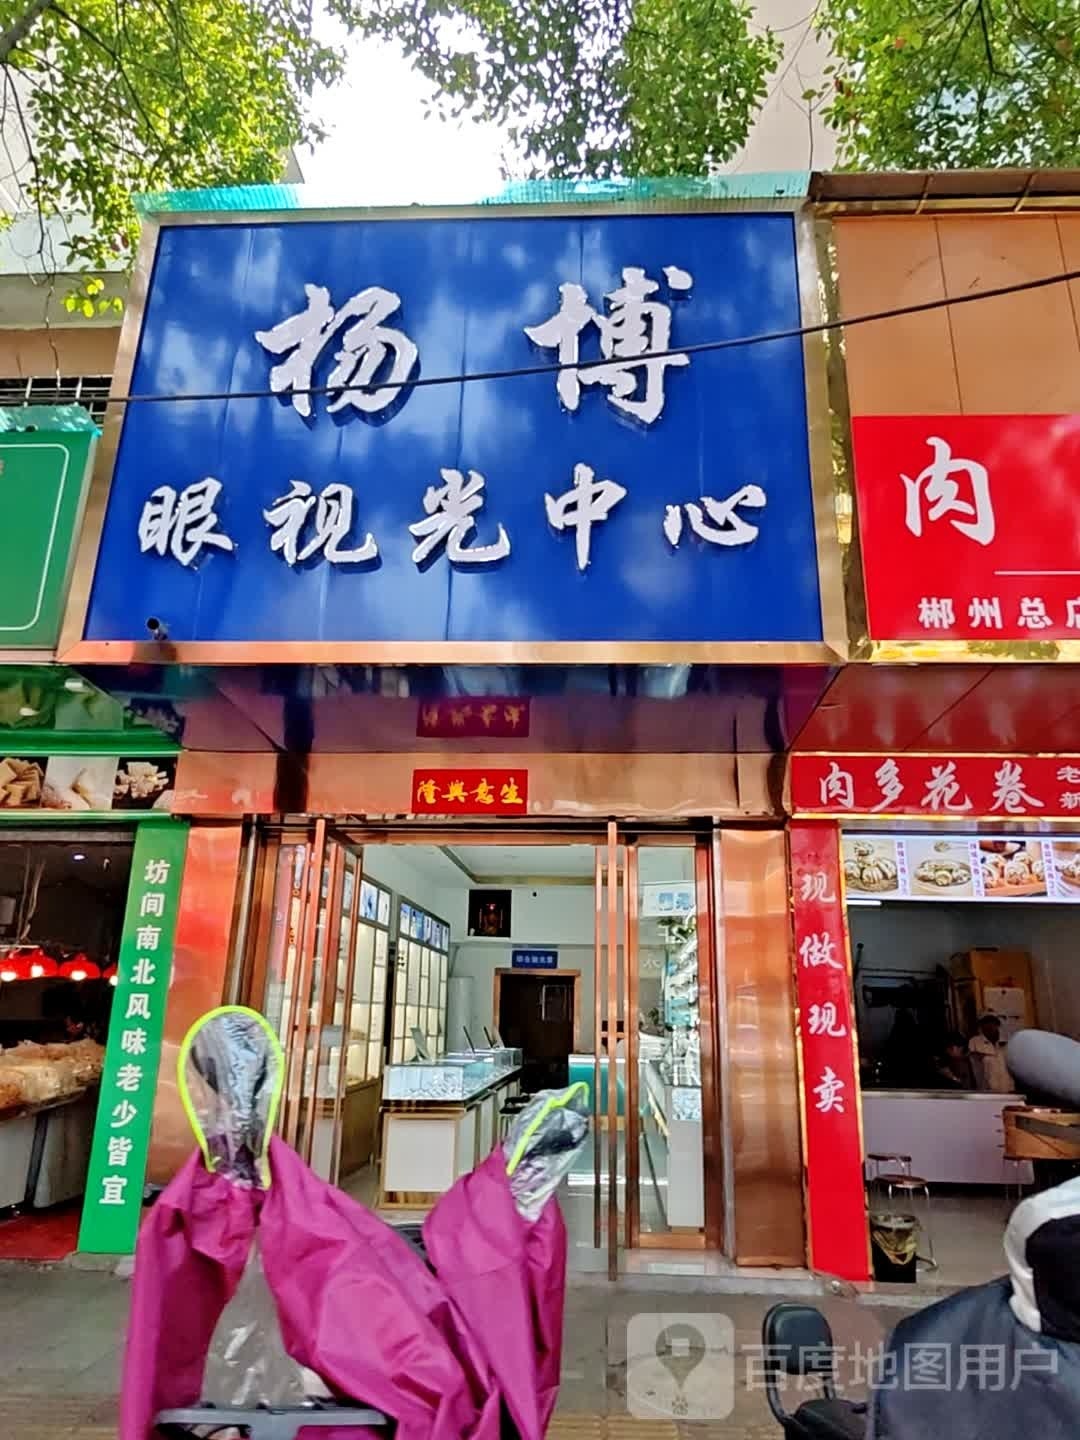 杨博
眼视光中心
肉
郴州总店
隆興意生
肉多花卷
坊间南北风味老少皆宜
现做现卖
百度地图用户